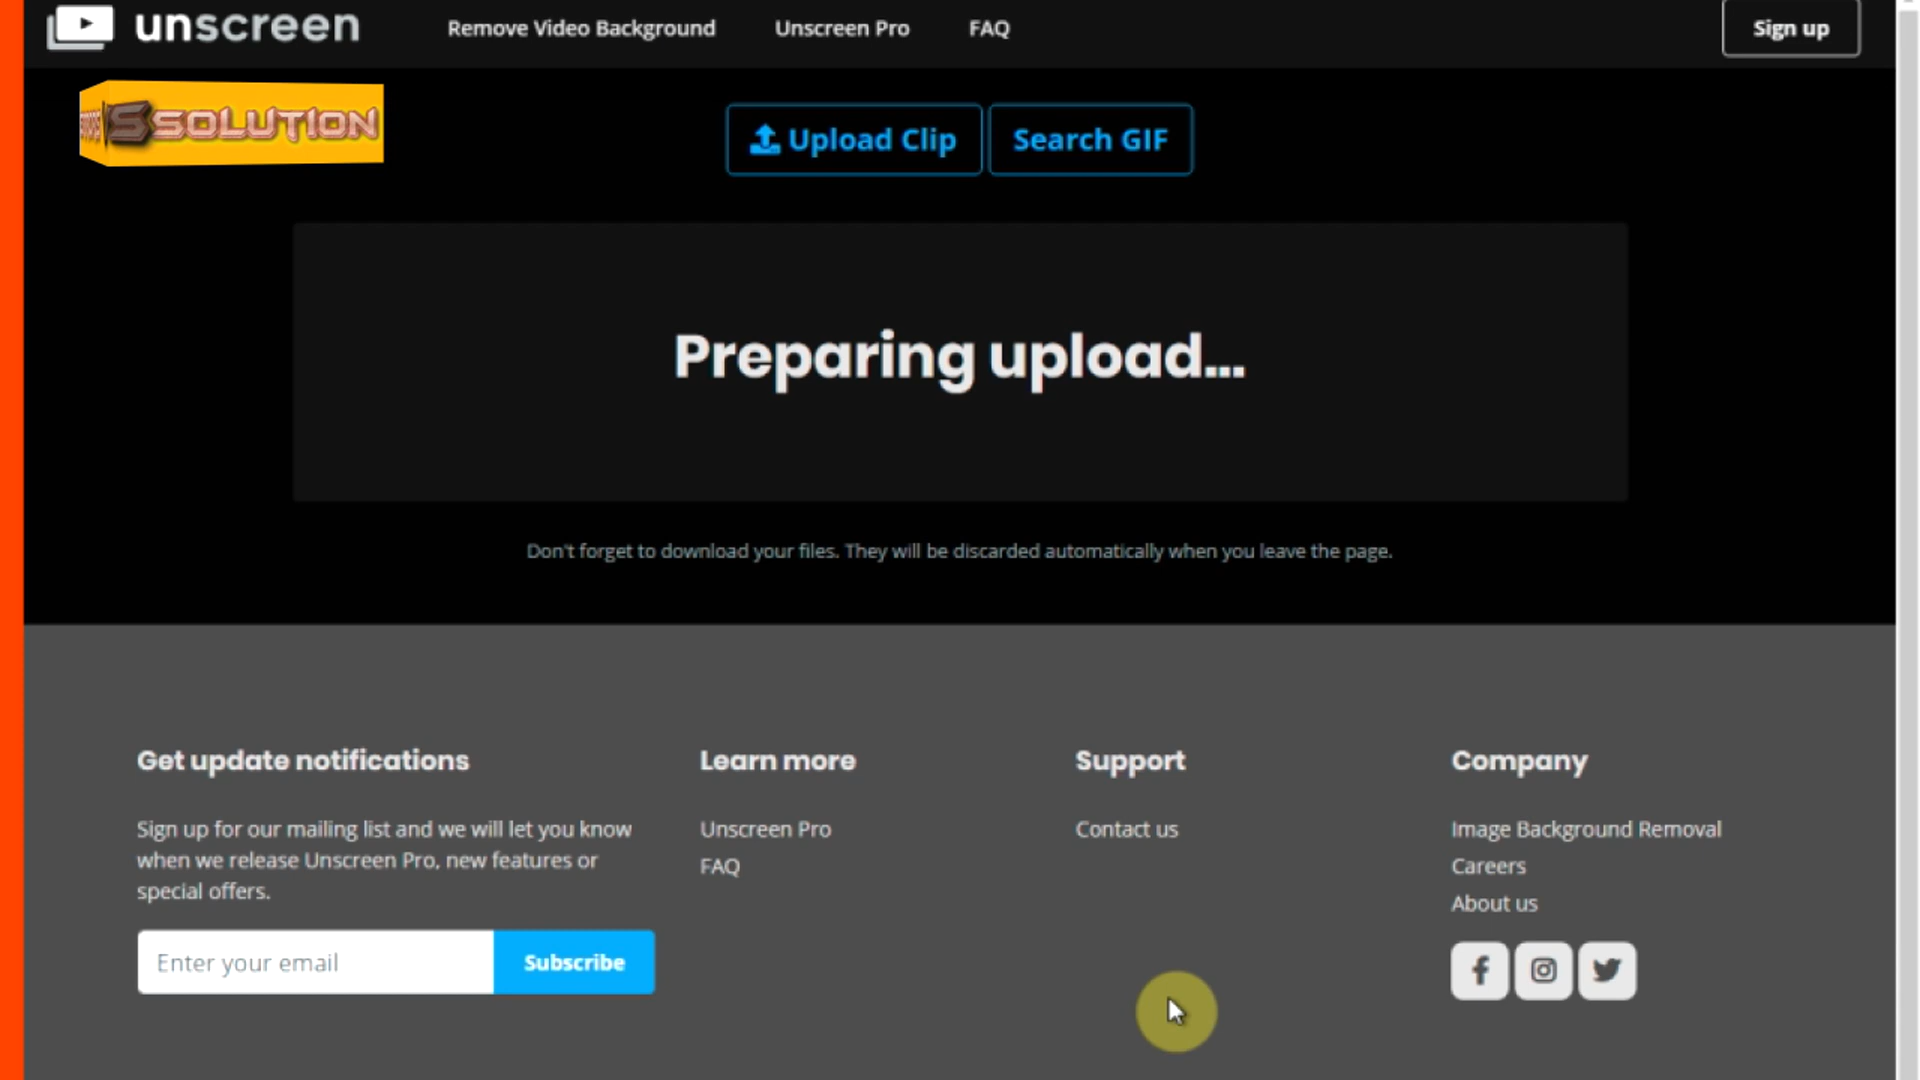 unscreen
Remove Video Background
Unscreen Pro
FAQ
Sign up
SSOLUTION
Upload Clip
Search GIF
Preparing upload...
Don't forget to download your files. They will be discarded automatically when you leave the page.
Get update notifications
Sign up for our mailing list and we will let you know
when we release Unscreen Pro, new features or
special offers.
Enter your email
Subscribe
Learn more
Unscreen Pro
FAQ
Support
Contact us
Company
Image Background Removal
Careers
About us